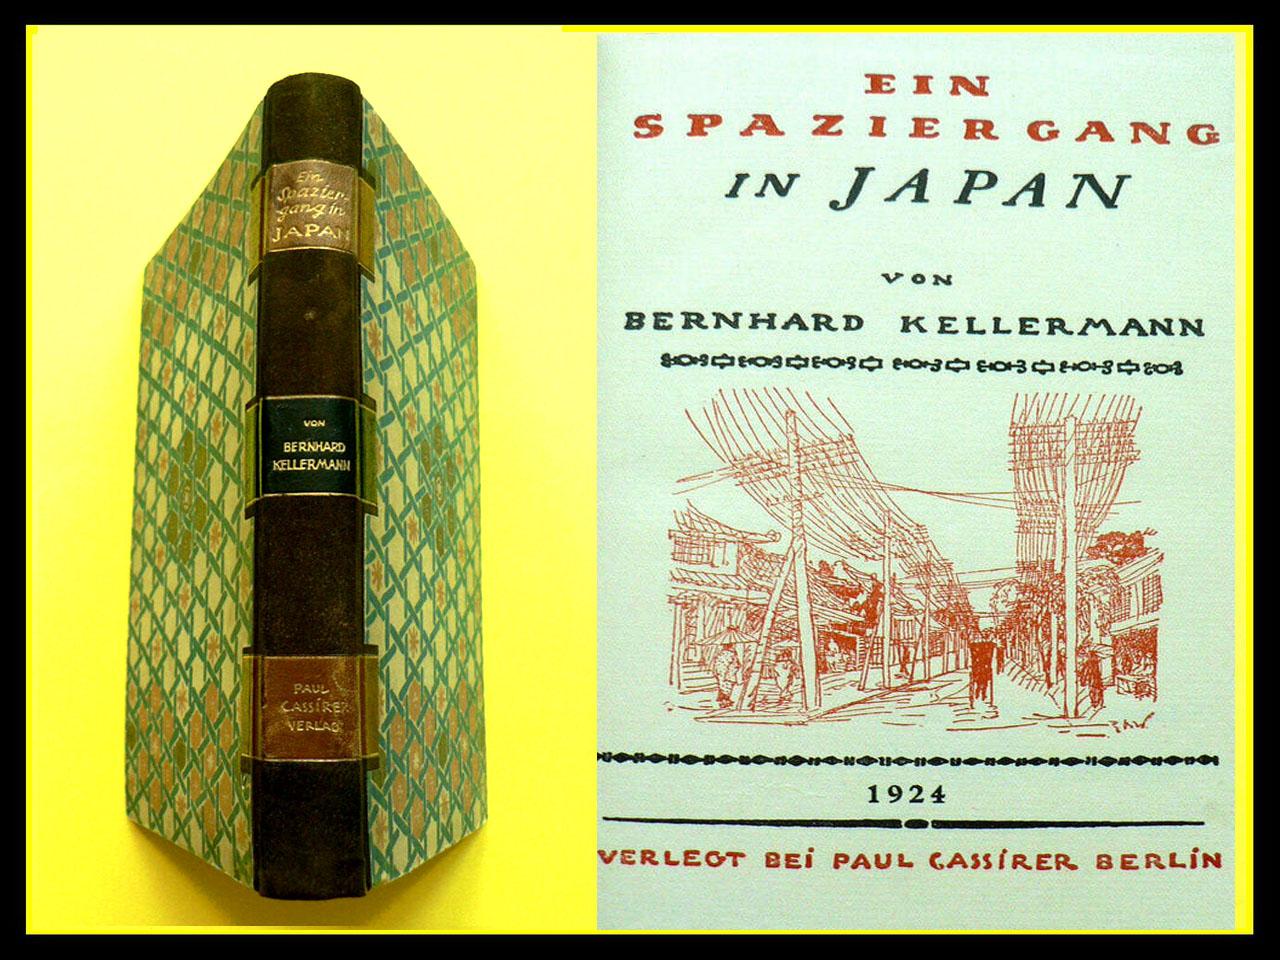 Ein
Spazier-
gang in
JAPAN
VON
BERNHARD
KELLERMANN
PAUL
CASSIRER
VERLAG
EIN
SPAZIERGANG
IN JAPAN
VON
BERNHARD KELLERMANN
1924
VERLEGT BEI PAUL CASSIRER BERLIN